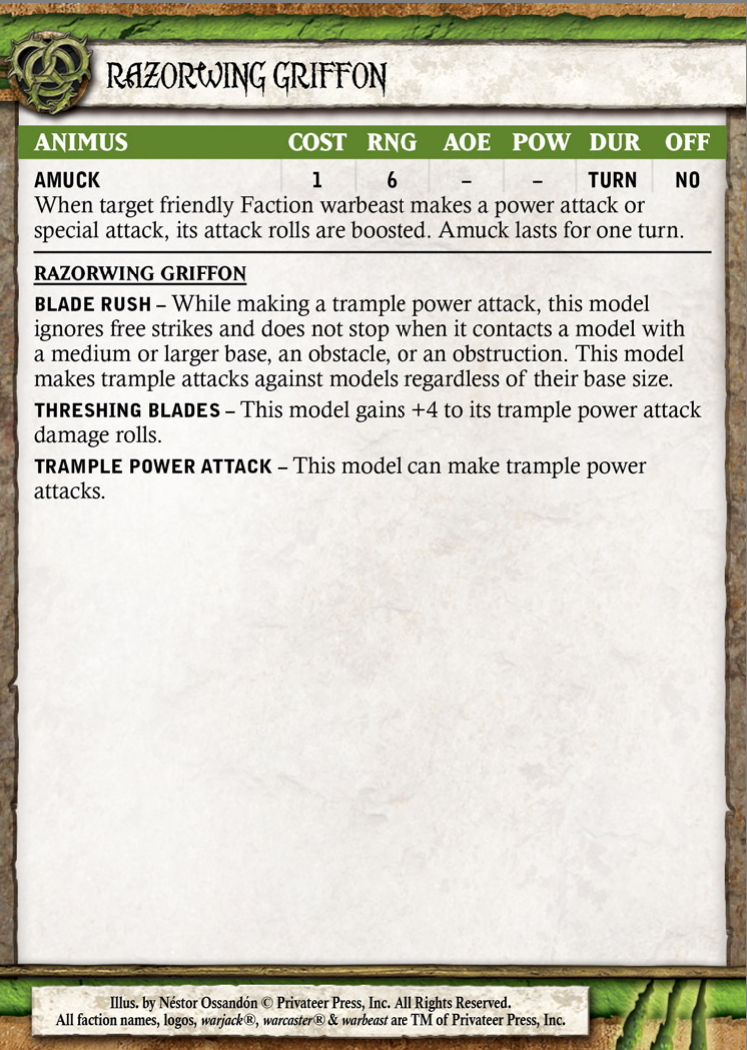 RAZORWING GRIFFON
ANIMUS COST RNG AOE POW DUR OFF
AMUCK 1 6 – – TURN NO
When target friendly Faction warbeast makes a power attack or
special attack, its attack rolls are boosted. Amuck lasts for one turn.
RAZORWING GRIFFON
BLADE RUSH – While making a trample power attack, this model
ignores free strikes and does not stop when it contacts a model with
a medium or larger base, an obstacle, or an obstruction. This model
makes trample attacks against models regardless of their base size.
THRESHING BLADES – This model gains +4 to its trample power attack
damage rolls.
TRAMPLE POWER ATTACK – This model can make trample power
attacks.
Illus. by Néstor Ossandón © Privateer Press, Inc. All Rights Reserved.
All faction names, logos, warjack®, warcaster® & warbeast are TM of Privateer Press, Inc.